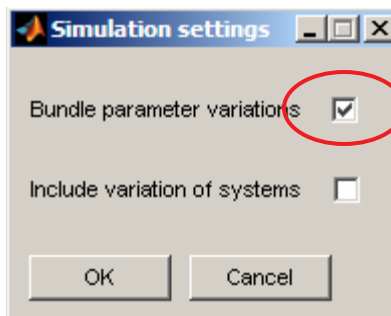 Simulation settings
Bundle parameter variations
Include variation of systems
OK Cancel